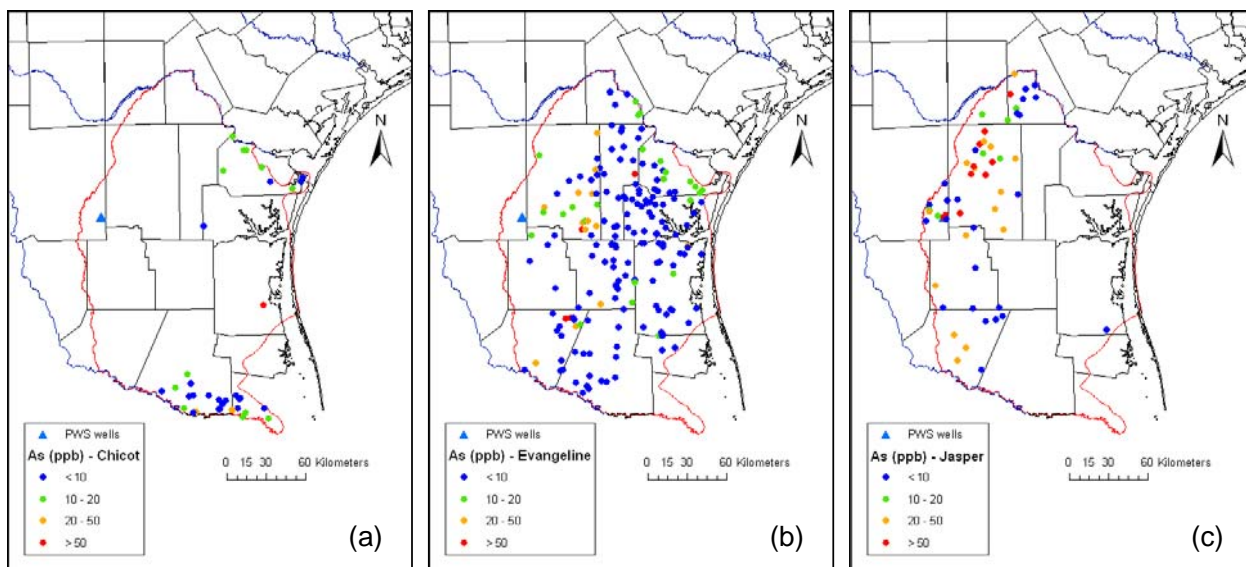 N
PWS wells
As (ppb) - Chicot
< 10
10 - 20
20 - 50
> 50
0 15 30 60 Kilometers
(a)
N
PWS wells
As (ppb) - Evangeline
< 10
10 - 20
20 - 50
> 50
0 15 30 60 Kilometers
(b)
N
PWS wells
As (ppb) - Jasper
< 10
10 - 20
20 - 50
> 50
0 15 30 60 Kilometers
(c)